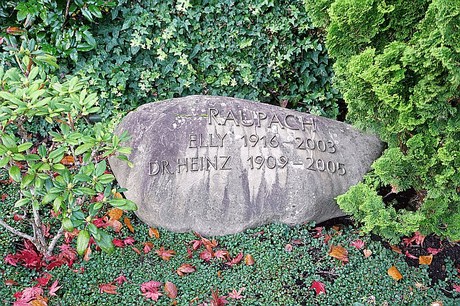 RAUPACH
ELLY 1916 - 2003
DR. HEINZ 1909 - 2005